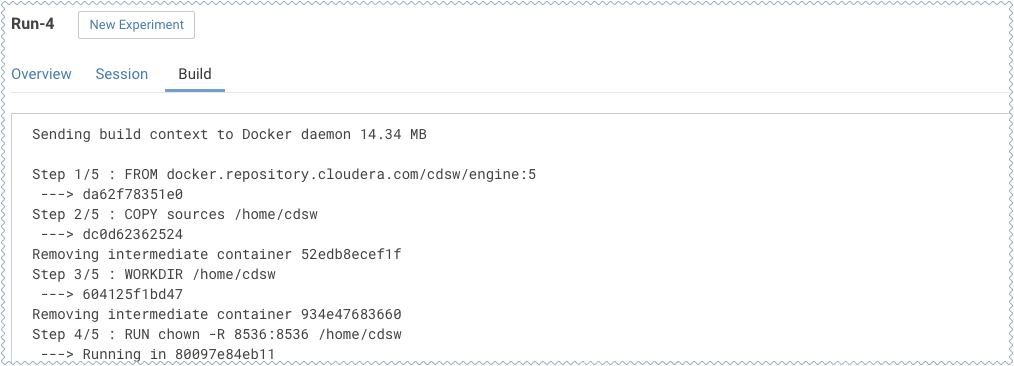 Run-4 New Experiment
Overview Session Build
Sending build context to Docker daemon 14.34 MB
Step 1/5 : FROM docker.repository.cloudera.com/cdsw/engine:5
---> da62f78351e0
Step 2/5 : COPY sources /home/cdsw
---> dc0d62362524
Removing intermediate container 52edb8ecef1f
Step 3/5 : WORKDIR /home/cdsw
---> 604125f1bd47
Removing intermediate container 934e47683660
Step 4/5 : RUN chown -R 8536:8536 /home/cdsw
---> Running in 80097e84eb11